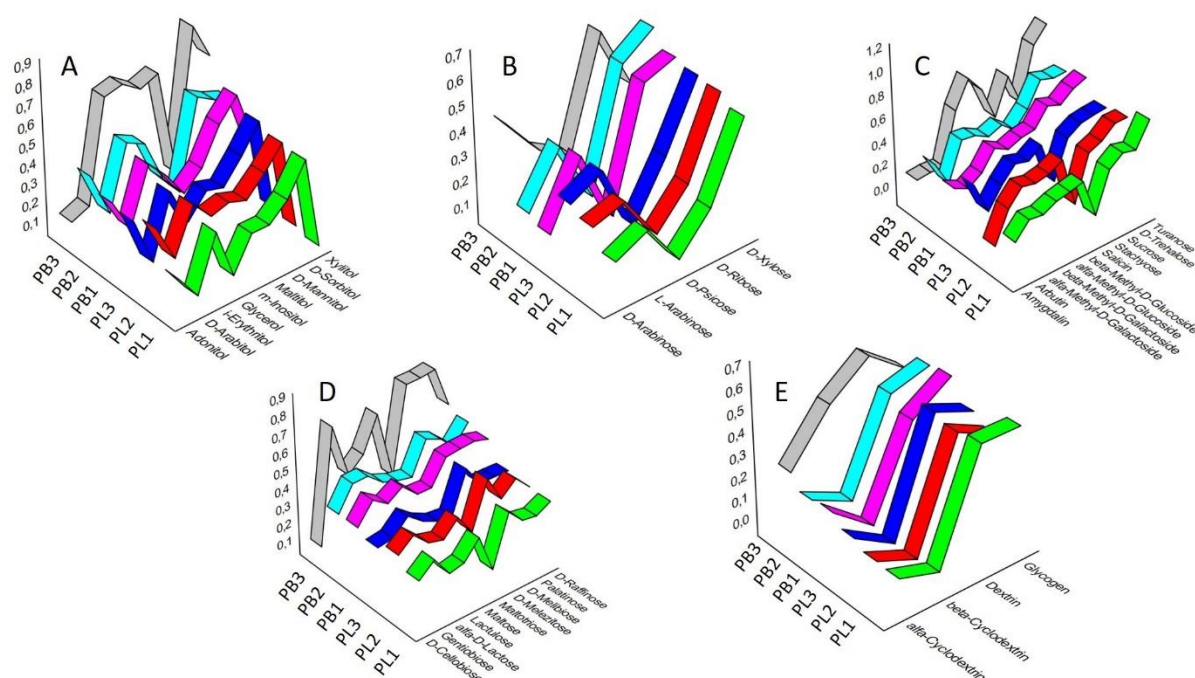 A
0,9
0,8
0,7
0,6
0,5
0,4
0,3
0,2
0,1
PB3
PB2
PB1
PL3
PL2
PL1
Xylitol
D-Sorbitol
D-Mannitol
Maltitol
m-Inositol
Glycerol
i-Erythritol
D-Arabitol
Adonitol
B
0,7
0,6
0,5
0,4
0,3
0,2
0,1
PB3
PB2
PB1
PL3
PL2
PL1
D-Xylose
D-Ribose
D-Psicose
L-Arabinose
D-Arabinose
C
1,2
1,0
0,8
0,6
0,4
0,2
0,0
PB3
PB2
PB1
PL3
PL2
PL1
Turanose
D-Trehalose
Sucrose
Stachyose
Salicin
beta-Methyl-D-Glucoside
alfa-Methyl-D-Glucoside
beta-Methyl-D-Galactoside
alfa-Methyl-D-Galactoside
Arbutin
Amygdalin
D
0,9
0,8
0,7
0,6
0,5
0,4
0,3
0,2
0,1
PB3
PB2
PB1
PL3
PL2
PL1
D-Raffinose
Palatinose
D-Melibiose
D-Melezitose
Maltotriose
Maltose
Lactulose
alfa-D-Lactose
Gentiobiose
D-Cellobiose
E
0,7
0,6
0,5
0,4
0,3
0,2
0,1
0,0
PB3
PB2
PB1
PL3
PL2
PL1
Glycogen
Dextrin
beta-Cyclodextrin
alfa-Cyclodextrin